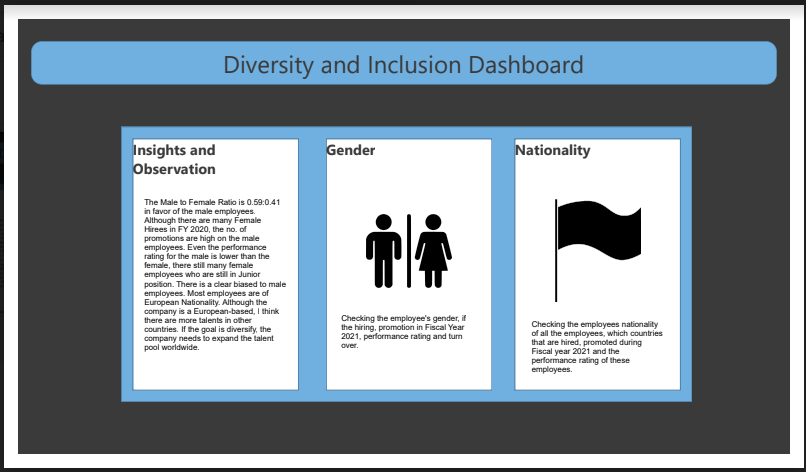 Diversity and Inclusion Dashboard
Insights and
Observation
The Male to Female Ratio is 0.59:0.41
in favor of the male employees.
Although there are many Female
Hirees in FY 2020, the no. of
promotions are high on the male
employees. Even the performance
rating for the male is lower than the
female, there still many female
employees who are still in Junior
position. There is a clear biased to male
employees. Most employees are of
European Nationality. Although the
company is a European-based, I think
there are more talents in other
countries. If the goal is diversify, the
company needs to expand the talent
pool worldwide.
Gender
Checking the employee's gender, if
the hiring, promotion in Fiscal Year
2021, performance rating and turn
over.
Nationality
Checking the employees nationality
of all the employees, which countries
that are hired, promoted during
Fiscal year 2021 and the
performance rating of these
employees.